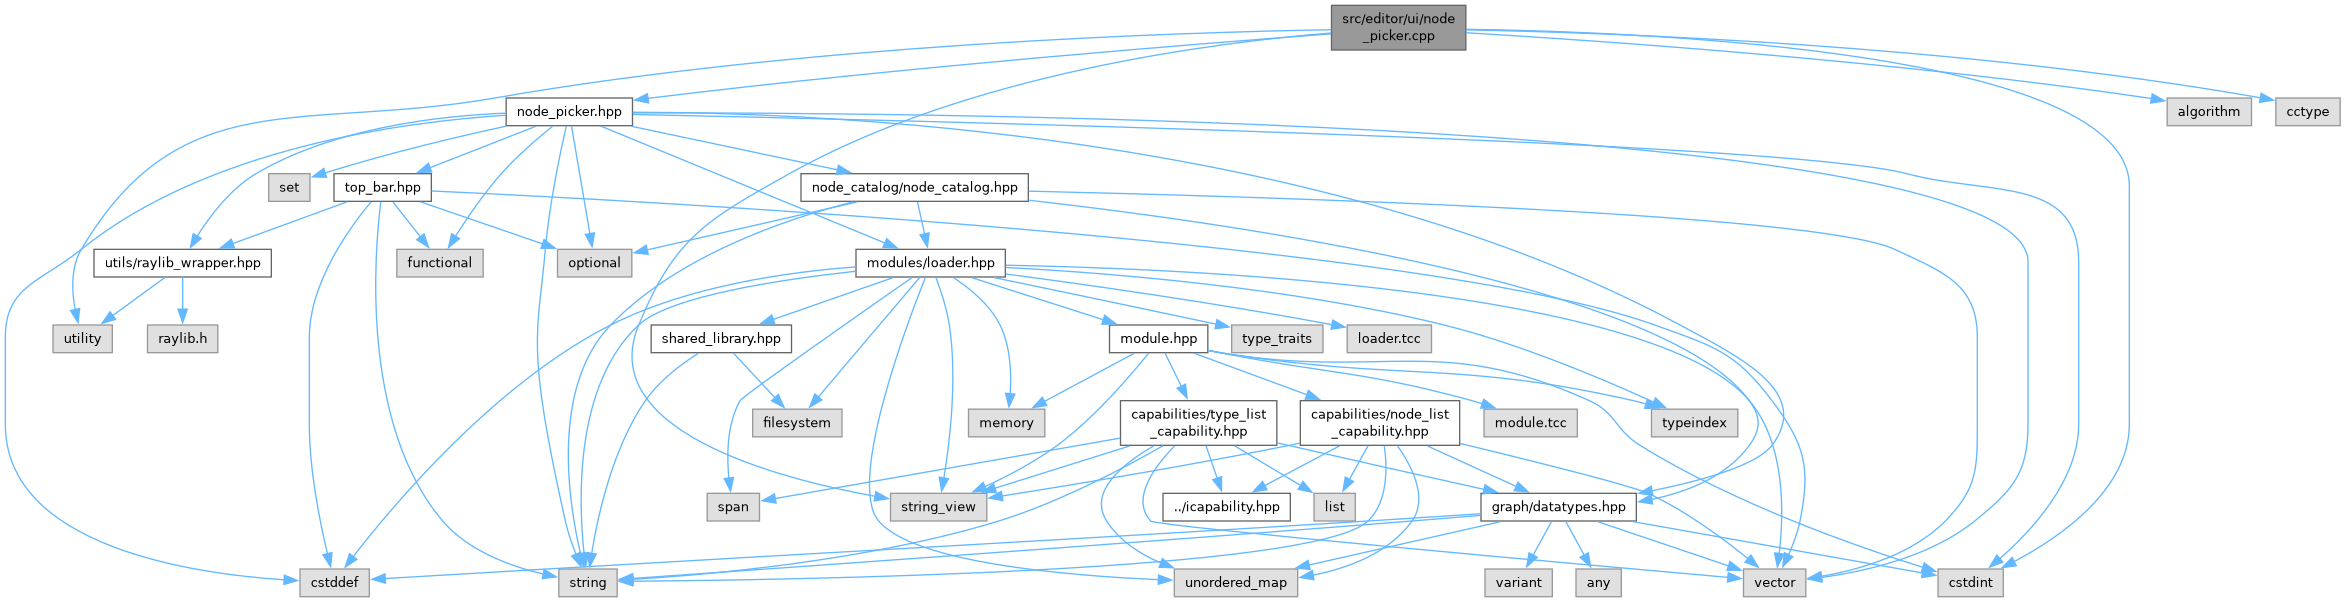 src/editor/ui/node
_picker.cpp
node_picker.hpp
algorithm
cctype
set
top_bar.hpp
node_catalog/node_catalog.hpp
utils/raylib_wrapper.hpp
functional
optional
modules/loader.hpp
utility
raylib.h
shared_library.hpp
module.hpp
type_traits
loader.tcc
filesystem
memory
capabilities/type_list
_capability.hpp
capabilities/node_list
_capability.hpp
module.tcc
typeindex
span
string_view
../icapability.hpp
list
graph/datatypes.hpp
cstddef
string
unordered_map
variant
any
vector
cstdint